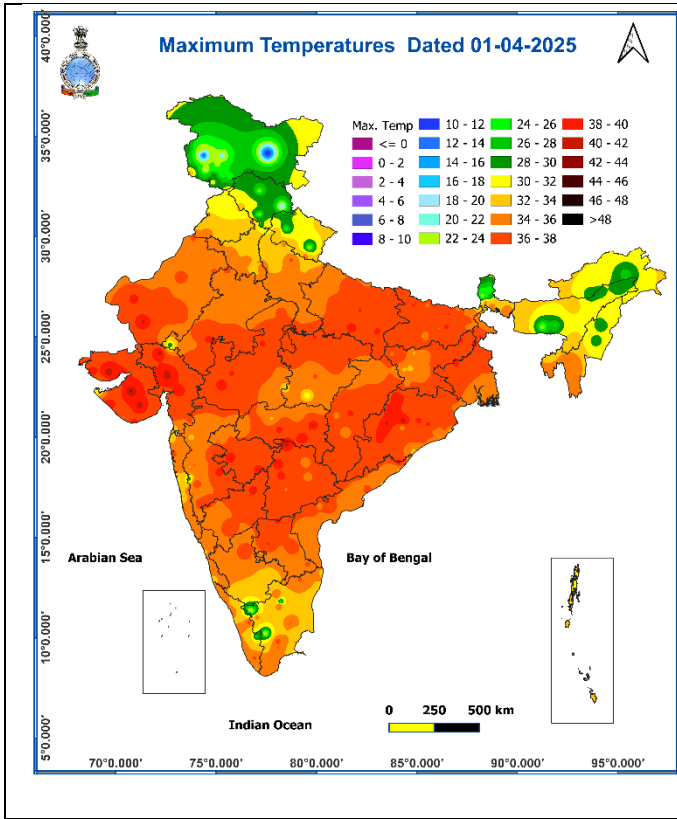 Maximum Temperatures Dated 01-04-2025
Max. Temp
<= 0
0 - 2
2 - 4
4 - 6
6 - 8
8 - 10
10 - 12
12 - 14
14 - 16
16 - 18
18 - 20
20 - 22
22 - 24
24 - 26
26 - 28
28 - 30
30 - 32
32 - 34
34 - 36
36 - 38
38 - 40
40 - 42
42 - 44
44 - 46
46 - 48
>48
40°0.000'
35°0.000'
30°0.000'
25°0.000'
20°0.000'
15°0.000'
10°0.000'
5°0.000'
Arabian Sea
Bay of Bengal
Indian Ocean
0 250 500 km
70°0.000' 75°0.000' 80°0.000' 85°0.000' 90°0.000' 95°0.000'